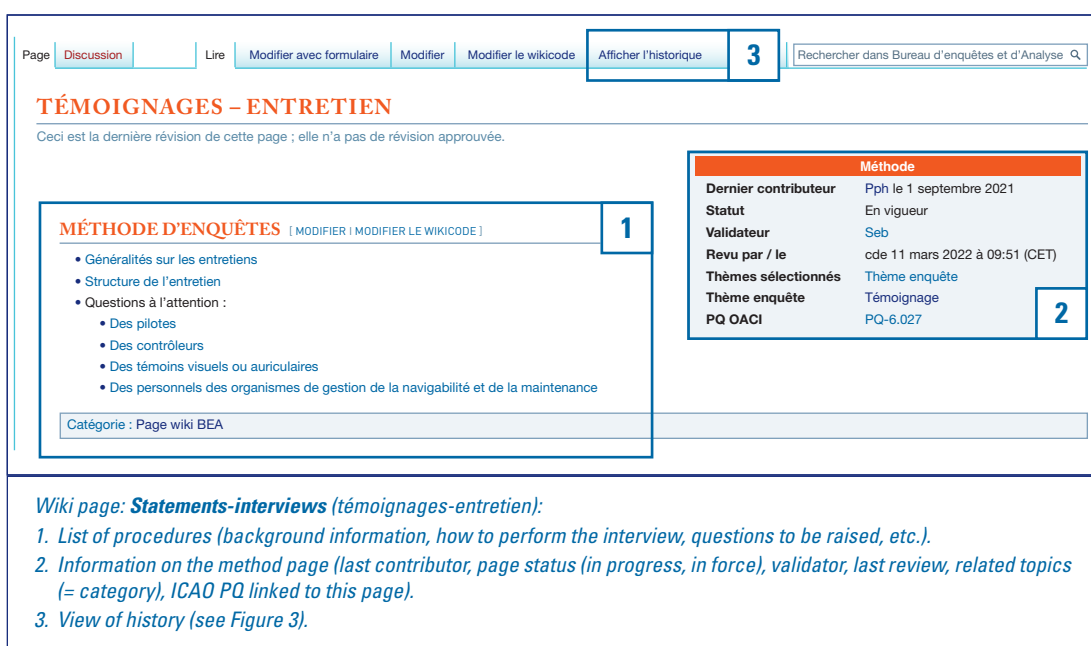 Page Discussion Lire Modifier avec formulaire Modifier Modifier le wikicode Afficher l'historique 3 Rechercher dans Bureau d'enquêtes et d'Analyse
TÉMOIGNAGES – ENTRETIEN
Ceci est la dernière révision de cette page ; elle n'a pas de révision approuvée.
Méthode
Dernier contributeur Pph le 1 septembre 2021
Statut En vigueur
Validateur Seb
Revu par / le cde 11 mars 2022 à 09:51 (CET)
Thèmes sélectionnés Thème enquête
Thème enquête Témoignage
PQ OACI PQ-6.027
2
MÉTHODE D'ENQUÊTES [ MODIFIER I MODIFIER LE WIKICODE ] 1
• Généralités sur les entretiens
• Structure de l'entretien
• Questions à l'attention :
• Des pilotes
• Des contrôleurs
• Des témoins visuels ou auriculaires
• Des personnels des organismes de gestion de la navigabilité et de la maintenance
Catégorie : Page wiki BEA
Wiki page: Statements-interviews (témoignages-entretien):
1. List of procedures (background information, how to perform the interview, questions to be raised, etc.).
2. Information on the method page (last contributor, page status (in progress, in force), validator, last review, related topics
(= category), ICAO PQ linked to this page).
3. View of history (see Figure 3).